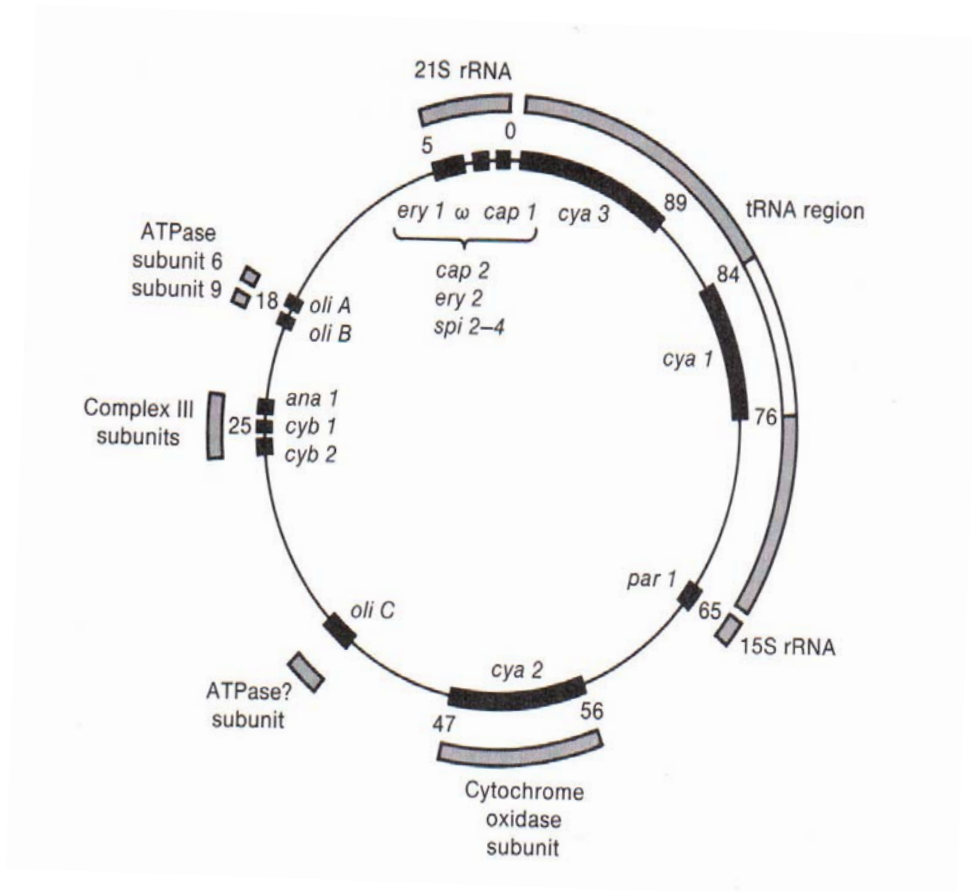 21S rRNA
0
5
89
tRNA region
ery 1 ω cap 1 cya 3
cap 2
ery 2
spi 2–4
84
ATPase
subunit 6
subunit 9
18
oli A
oli B
cya 1
Complex III
subunits
25
ana 1
cyb 1
cyb 2
76
par 1
65
15S rRNA
oli C
ATPase?
subunit
cya 2
47
56
Cytochrome
oxidase
subunit